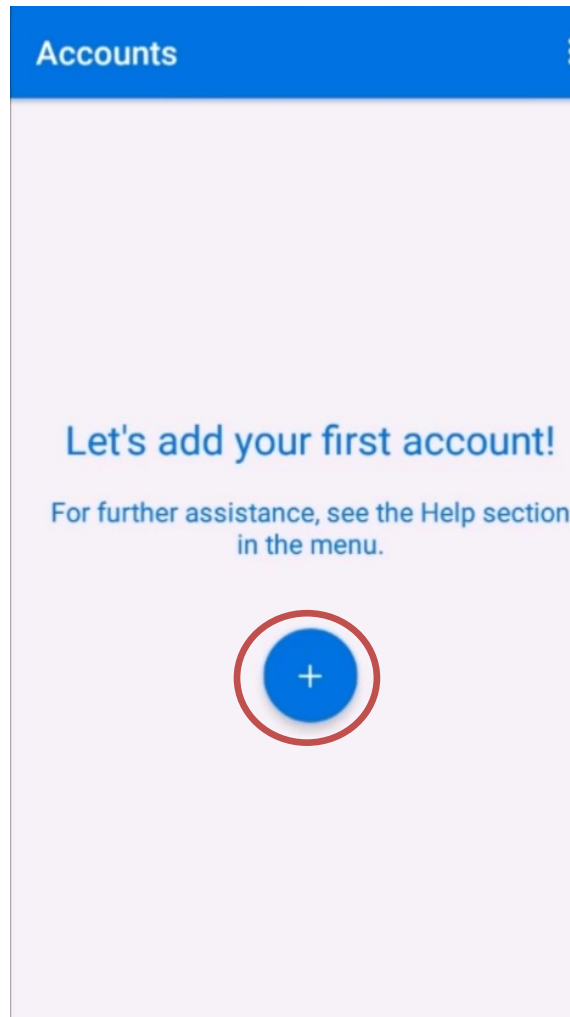 Accounts
Let's add your first account!
For further assistance, see the Help section
in the menu.
+